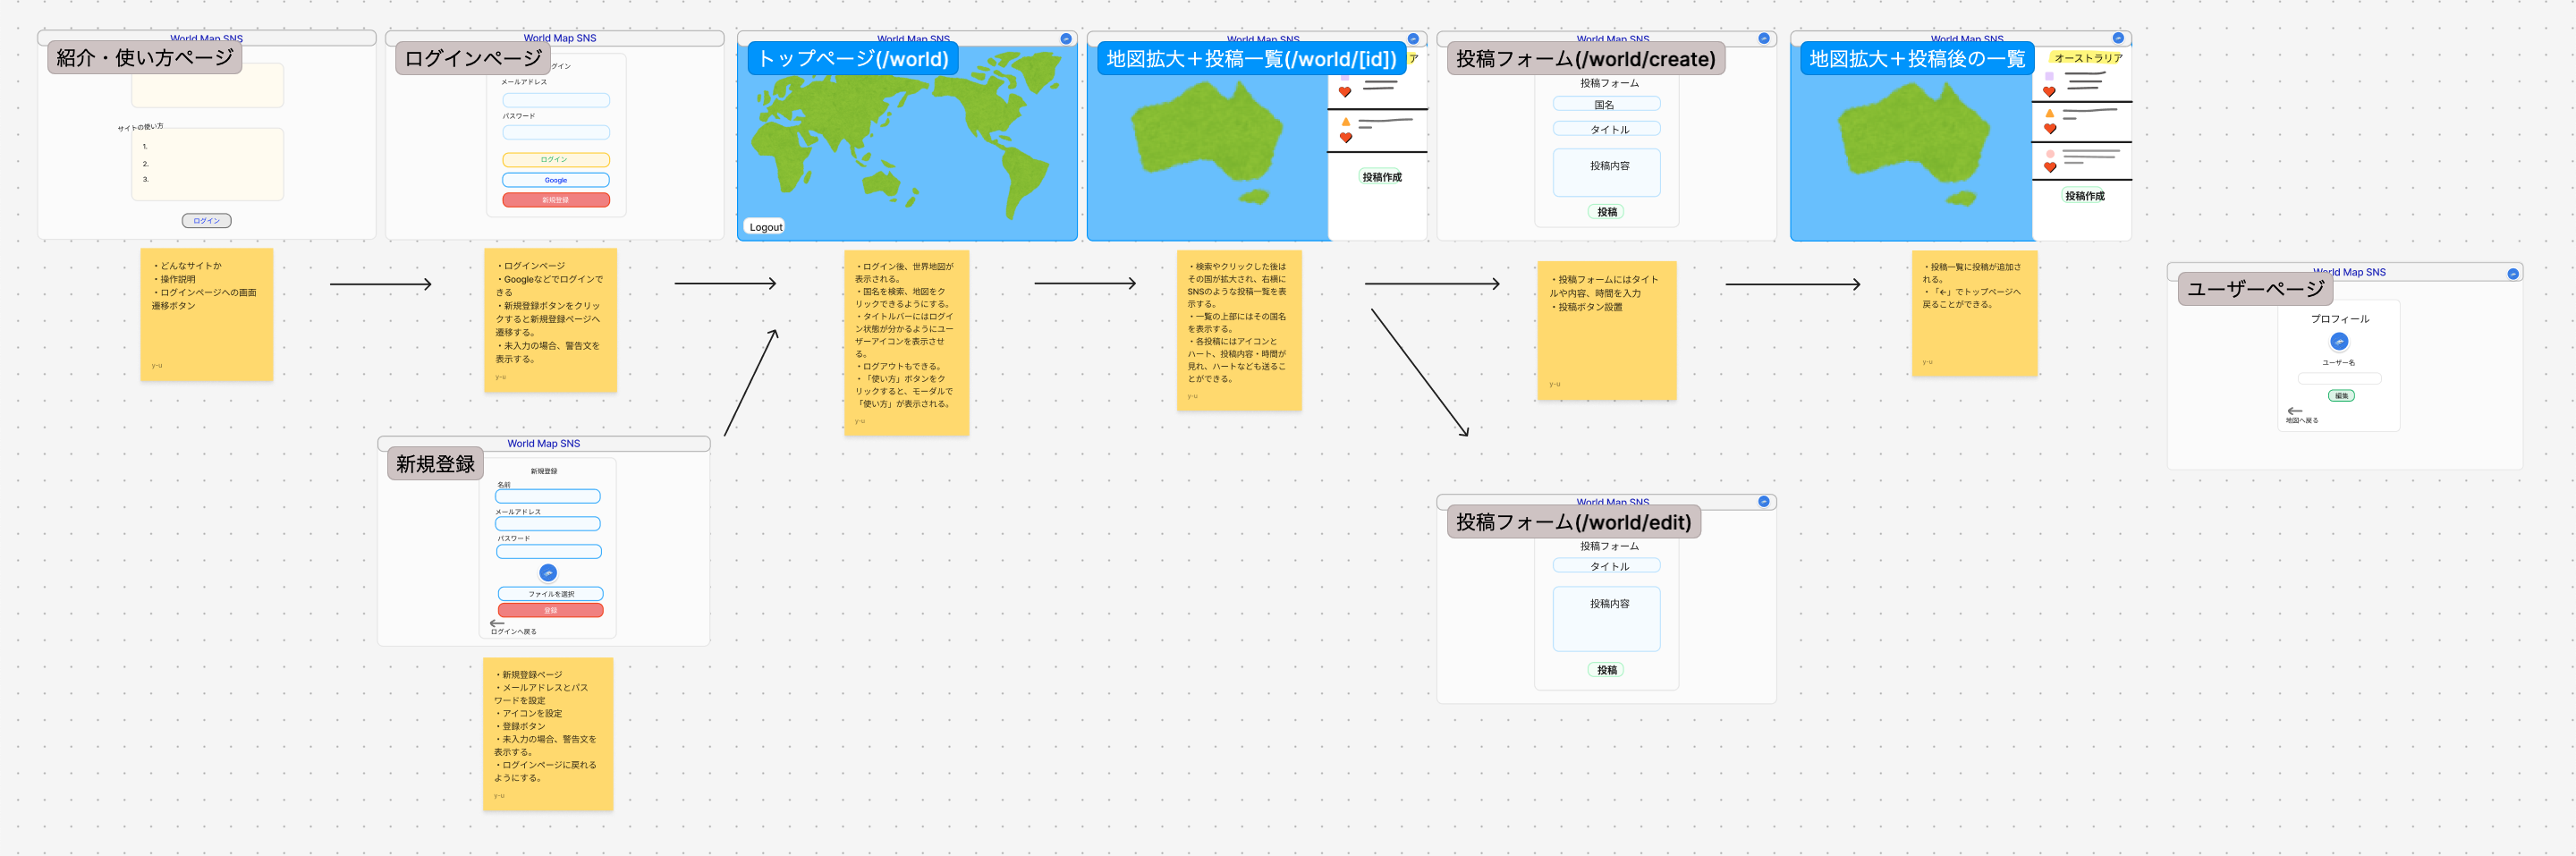 World Map SNS
紹介・使い方ページ
サイトの使い方
1.
2.
3.
ログイン
・どんなサイトか
・操作説明
・ログインページへの画面
遷移ボタン
y-u
World Map SNS
ログインページ
グイン
メールアドレス
パスワード
ログイン
Google
新規登録
・ログインページ
・Googleなどでログインで
きる
・新規登録ボタンをクリッ
クすると新規登録ページへ
遷移する。
・未入力の場合、警告文を
表示する。
y-u
World Map SNS
新規登録
新規登録
名前
メールアドレス
パスワード
ファイルを選択
登録
ログインへ戻る
・新規登録ページ
・メールアドレスとパス
ワードを設定
・アイコンを設定
・登録ボタン
・未入力の場合、警告文を
表示する。
・ログインページに戻れる
ようにする。
y-u
World Map SNS
トップページ(/world)
Logout
・ログイン後、世界地図が
表示される。
・国名を検索、地図をク
リックできるようにする。
・タイトルバーにはログイ
ン状態が分かるようにユー
ザーアイコンを表示させ
る。
・ログアウトもできる。
・「使い方」ボタンをク
リックすると、モーダルで
「使い方」が表示される。
y-u
World Map SNS
地図拡大＋投稿一覧(/world/[id])
ア
投稿作成
・検索やクリックした後は
その国が拡大され、右横に
SNSのような投稿一覧を表
示する。
・一覧の上部にはその国名
を表示する。
・各投稿にはアイコンと
ハート、投稿内容・時間が
見れ、ハートなども送るこ
とができる。
y-u
World Map SNS
投稿フォーム(/world/create)
投稿フォーム
国名
タイトル
投稿内容
投稿
・投稿フォームにはタイト
ルや内容、時間を入力
・投稿ボタン設置
y-u
World Map SNS
投稿フォーム(/world/edit)
投稿フォーム
タイトル
投稿内容
投稿
World Map SNS
地図拡大＋投稿後の一覧
オーストラリア
投稿作成
・投稿一覧に投稿が追加さ
れる。
・「←」でトップページへ
戻ることができる。
y-u
World Map SNS
ユーザーページ
プロフィール
ユーザー名
編集
地図へ戻る